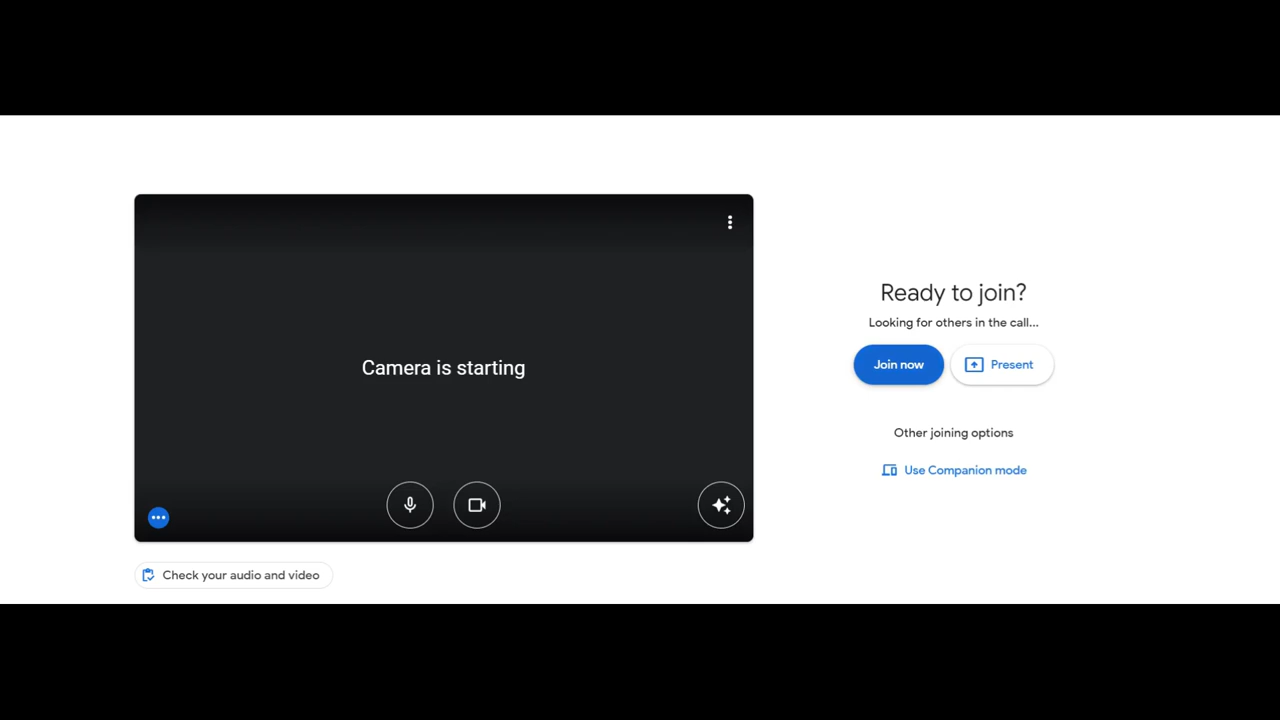 Camera is starting
Check your audio and video
Ready to join?
Looking for others in the call...
Join now
Present
Other joining options
Use Companion mode